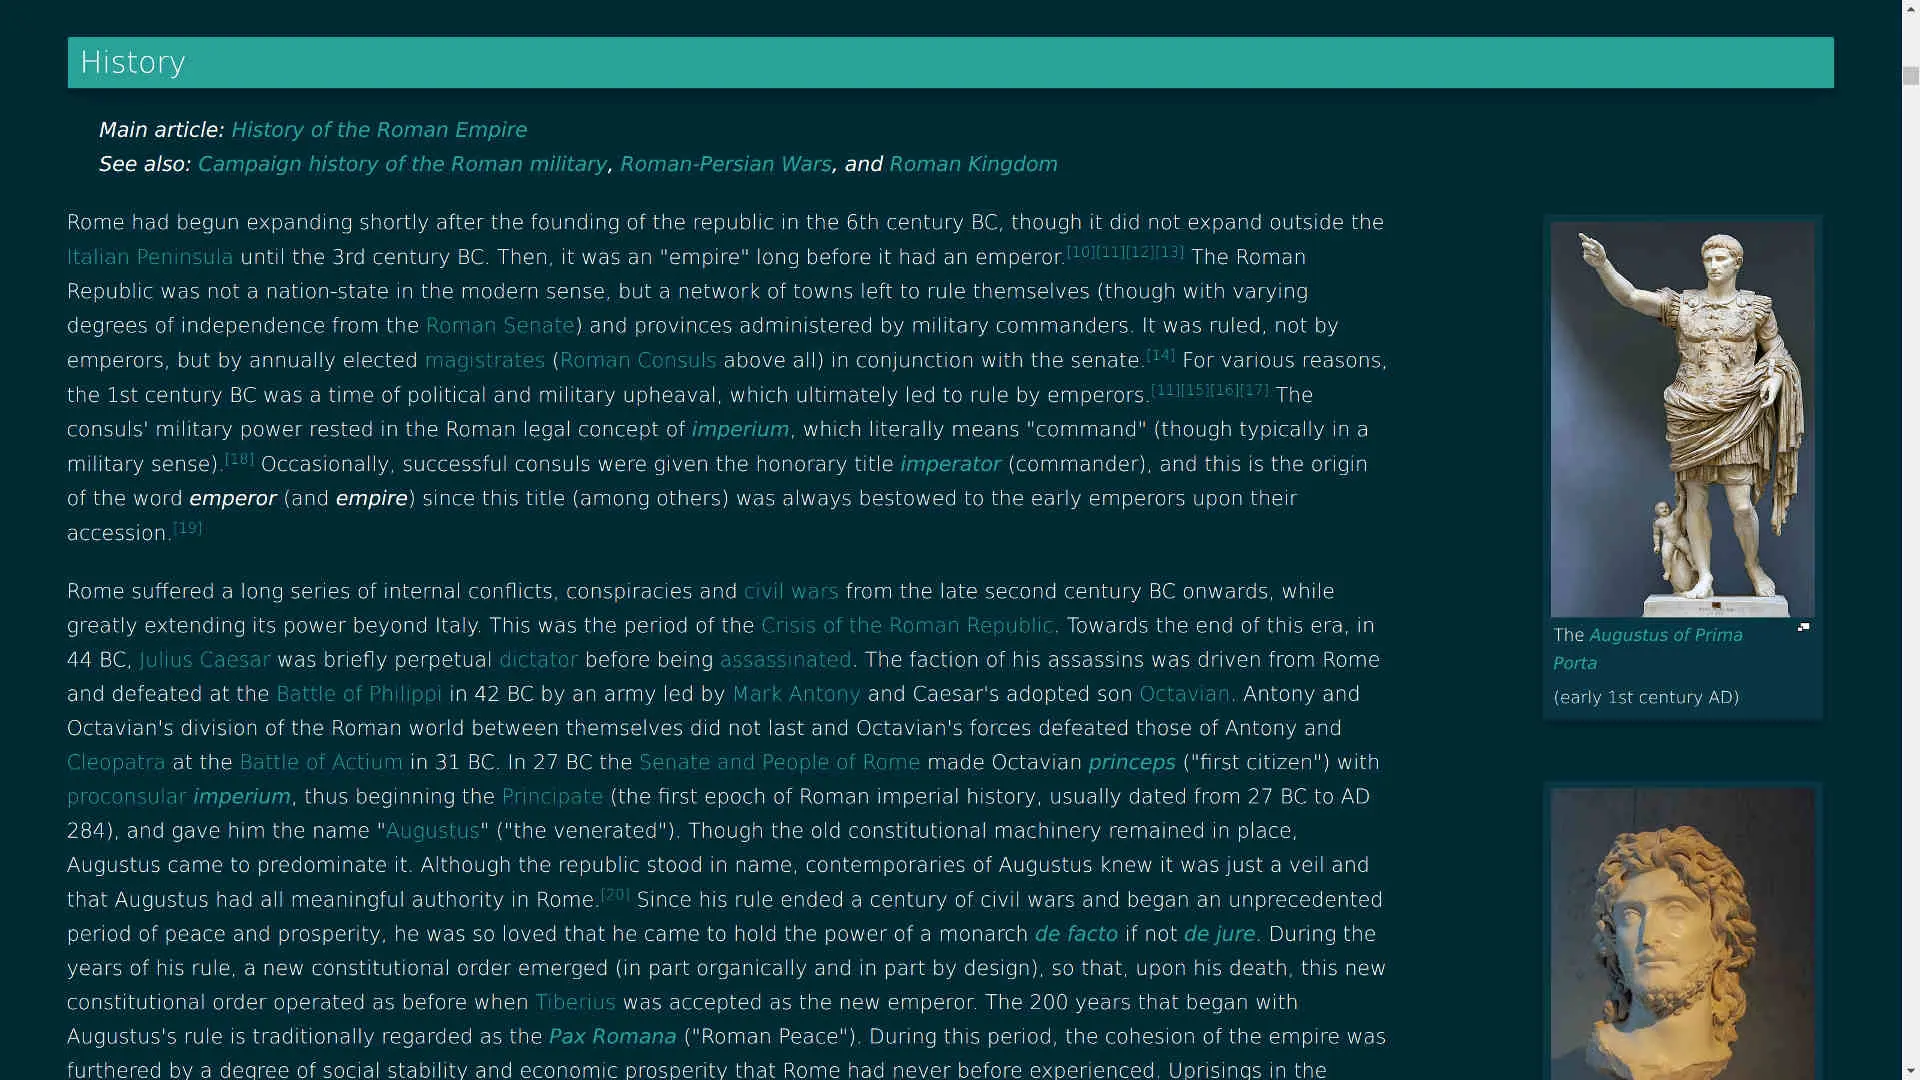 History
Main article: History of the Roman Empire
See also: Campaign history of the Roman military, Roman-Persian Wars, and Roman Kingdom
Rome had begun expanding shortly after the founding of the republic in the 6th century BC, though it did not expand outside the
Italian Peninsula until the 3rd century BC. Then, it was an "empire" long before it had an emperor.[10][11][12][13] The Roman
Republic was not a nation-state in the modern sense, but a network of towns left to rule themselves (though with varying
degrees of independence from the Roman Senate) and provinces administered by military commanders. It was ruled, not by
emperors, but by annually elected magistrates (Roman Consuls above all) in conjunction with the senate.[14] For various reasons,
the 1st century BC was a time of political and military upheaval, which ultimately led to rule by emperors.[11][15][16][17] The
consuls' military power rested in the Roman legal concept of imperium, which literally means "command" (though typically in a
military sense).[18] Occasionally, successful consuls were given the honorary title imperator (commander), and this is the origin
of the word emperor (and empire) since this title (among others) was always bestowed to the early emperors upon their
accession.[19]
Rome suffered a long series of internal conflicts, conspiracies and civil wars from the late second century BC onwards, while
greatly extending its power beyond Italy. This was the period of the Crisis of the Roman Republic. Towards the end of this era, in
44 BC, Julius Caesar was briefly perpetual dictator before being assassinated. The faction of his assassins was driven from Rome
and defeated at the Battle of Philippi in 42 BC by an army led by Mark Antony and Caesar's adopted son Octavian. Antony and
Octavian's division of the Roman world between themselves did not last and Octavian's forces defeated those of Antony and
Cleopatra at the Battle of Actium in 31 BC. In 27 BC the Senate and People of Rome made Octavian princeps ("first citizen") with
proconsular imperium, thus beginning the Principate (the first epoch of Roman imperial history, usually dated from 27 BC to AD
284), and gave him the name "Augustus" ("the venerated"). Though the old constitutional machinery remained in place,
Augustus came to predominate it. Although the republic stood in name, contemporaries of Augustus knew it was just a veil and
that Augustus had all meaningful authority in Rome.[20] Since his rule ended a century of civil wars and began an unprecedented
period of peace and prosperity, he was so loved that he came to hold the power of a monarch de facto if not de jure. During the
years of his rule, a new constitutional order emerged (in part organically and in part by design), so that, upon his death, this new
constitutional order operated as before when Tiberius was accepted as the new emperor. The 200 years that began with
Augustus's rule is traditionally regarded as the Pax Romana ("Roman Peace"). During this period, the cohesion of the empire was
furthered by a degree of social stability and economic prosperity that Rome had never before experienced. Uprisings in the
The Augustus of Prima
Porta
(early 1st century AD)